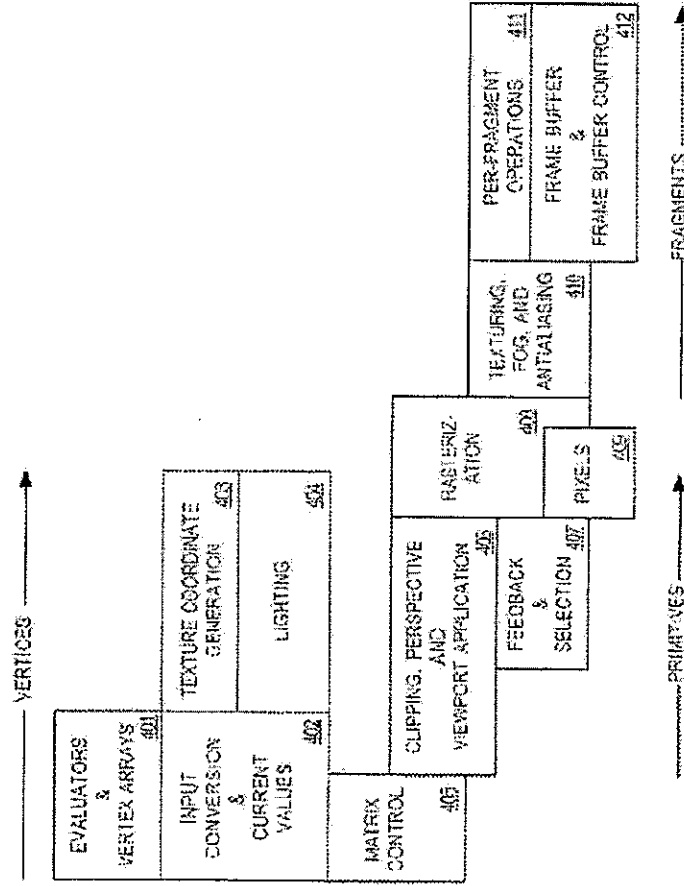 VERTICES
EVALUATORS
&
VERTEX ARRAYS
401
INPUT
CONVERSION
&
CURRENT
VALUES
402
TEXTURE COORDINATE
GENERATION
403
LIGHTING
404
MATRIX
CONTROL
405
CLIPPING, PERSPECTIVE
AND
VIEWPORT APPLICATION
406
FEEDBACK
&
SELECTION
407
RASTERIZ-
ATION
PIXELS
TEXTURING,
FOG, AND
ANTIALIASING
410
PER-FRAGMENT
OPERATIONS
411
FRAME BUFFER
&
FRAME BUFFER CONTROL
412
PRIMITIVES
FRAGMENTS